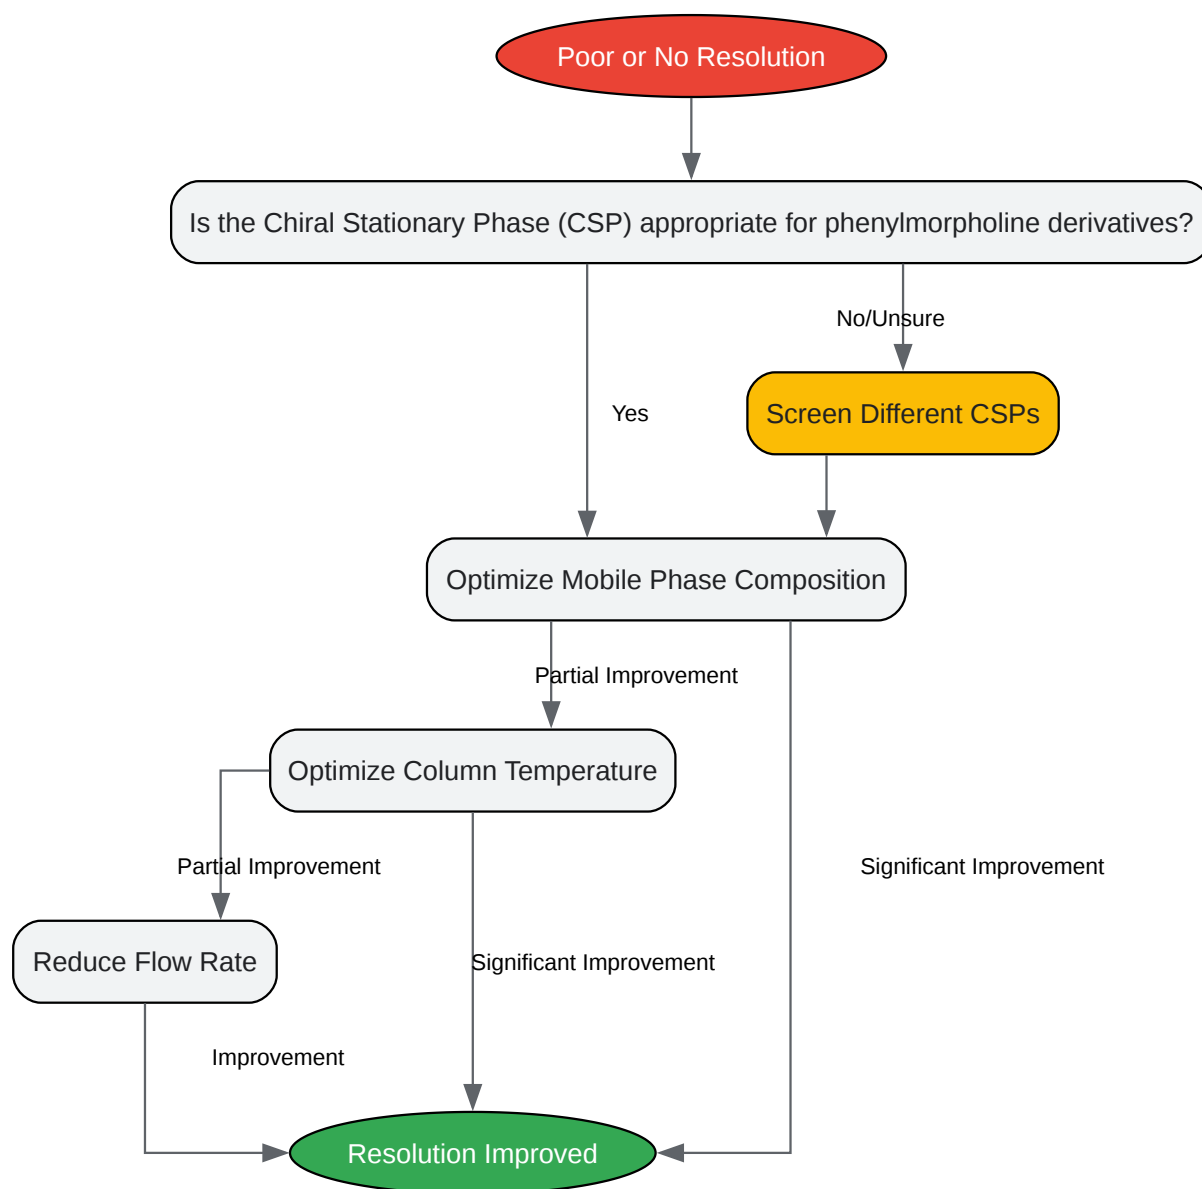 Poor or No Resolution
Is the Chiral Stationary Phase (CSP) appropriate for phenylmorpholine derivatives?
No/Unsure
Yes
Screen Different CSPs
Optimize Mobile Phase Composition
Partial Improvement
Optimize Column Temperature
Partial Improvement
Significant Improvement
Reduce Flow Rate
Significant Improvement
Improvement
Resolution Improved